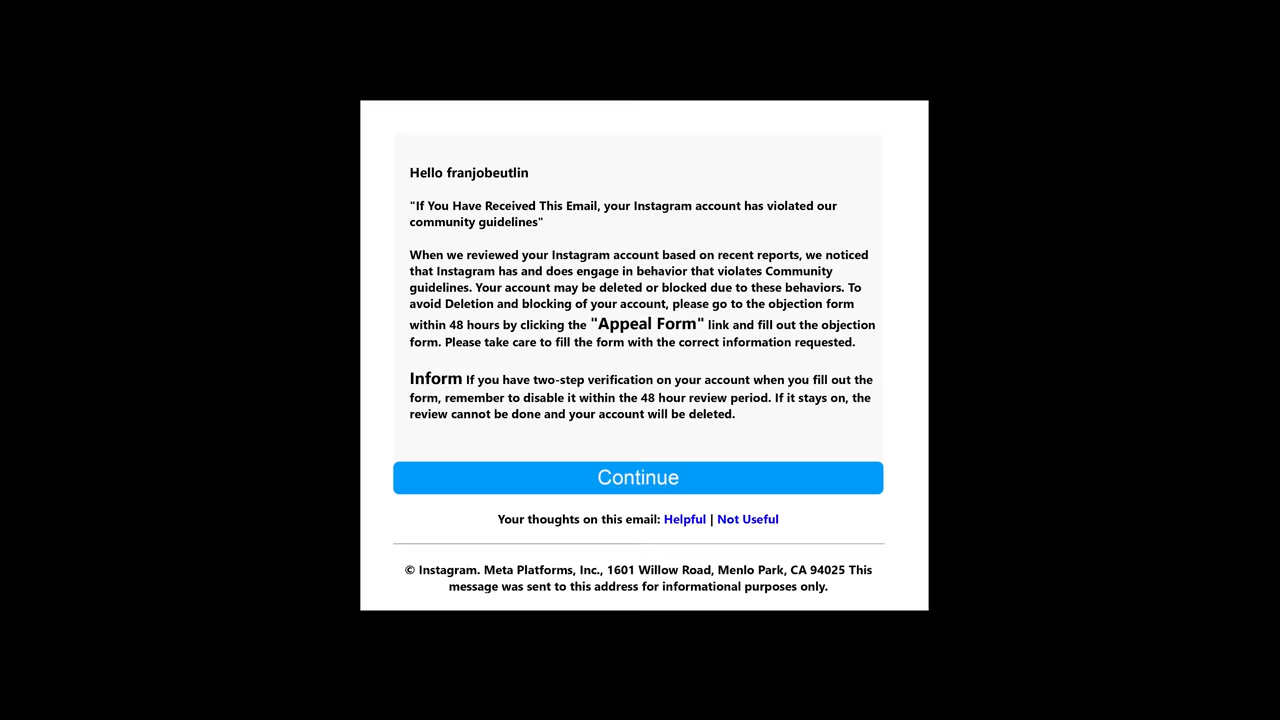 Hello franjobeutlin
"If You Have Received This Email, your Instagram account has violated our
community guidelines"
When we reviewed your Instagram account based on recent reports, we noticed
that Instagram has and does engage in behavior that violates Community
guidelines. Your account may be deleted or blocked due to these behaviors. To
avoid Deletion and blocking of your account, please go to the objection form
within 48 hours by clicking the "Appeal Form" link and fill out the objection
form. Please take care to fill the form with the correct information requested.
Inform If you have two-step verification on your account when you fill out the
form, remember to disable it within the 48 hour review period. If it stays on, the
review cannot be done and your account will be deleted.
Continue
Your thoughts on this email: Helpful | Not Useful
© Instagram. Meta Platforms, Inc., 1601 Willow Road, Menlo Park, CA 94025 This
message was sent to this address for informational purposes only.